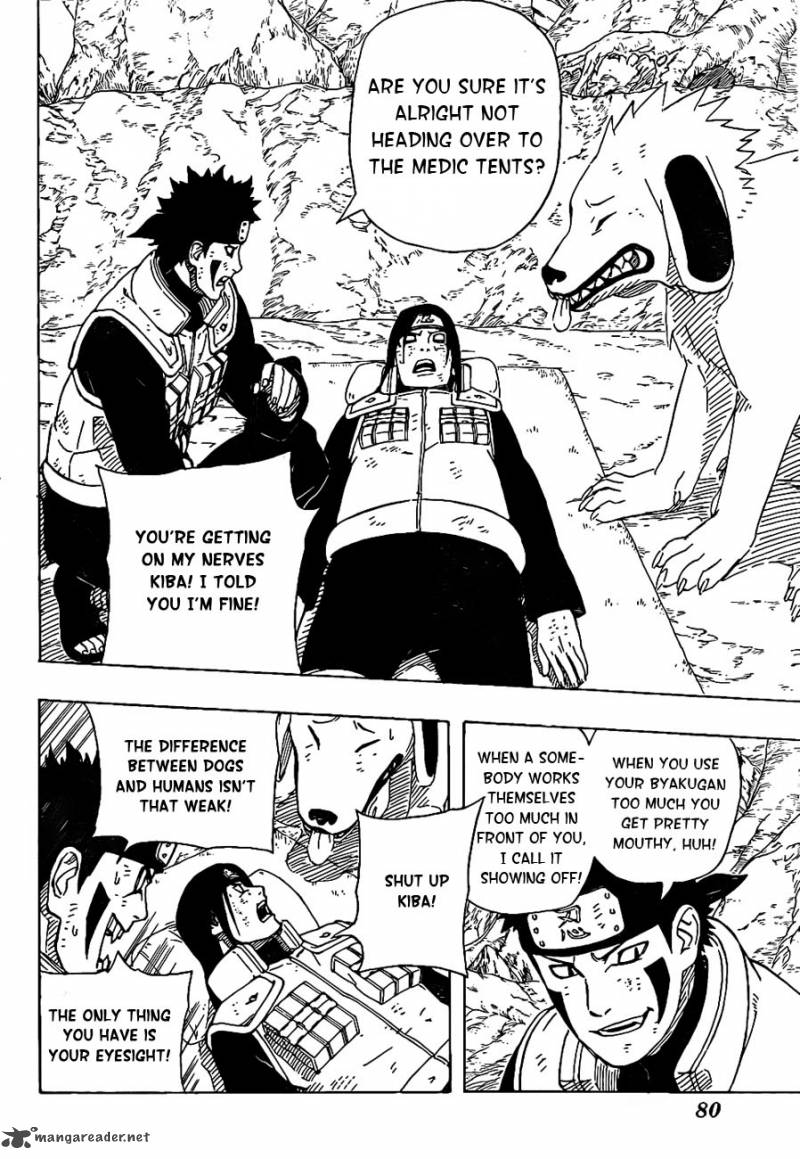 ARE YOU SURE IT'S
ALRIGHT NOT
HEADING OVER TO
THE MEDIC TENTS?
YOU'RE GETTING
ON MY NERVES
KIBA! I TOLD
YOU I'M FINE!
WHEN YOU USE
YOUR BYAKUGAN
TOO MUCH YOU
GET PRETTY
MOUTHY, HUH!
WHEN A SOME-
BODY WORKS
THEMSELVES
TOO MUCH IN
FRONT OF YOU,
I CALL IT
SHOWING OFF!
SHUT UP
KIBA!
THE DIFFERENCE
BETWEEN DOGS
AND HUMANS ISN'T
THAT WEAK!
THE ONLY THING
YOU HAVE IS
YOUR EYESIGHT!
80
mangareader.net